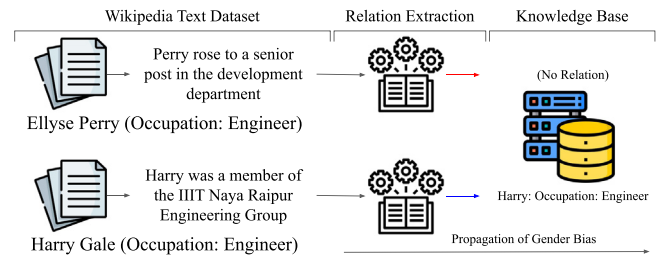 Wikipedia Text Dataset
Relation Extraction
Knowledge Base
Perry rose to a senior
post in the development
department
Ellyse Perry (Occupation: Engineer)
(No Relation)
Harry was a member of
the IIIT Naya Raipur
Engineering Group
Harry Gale (Occupation: Engineer)
Harry: Occupation: Engineer
Propagation of Gender Bias